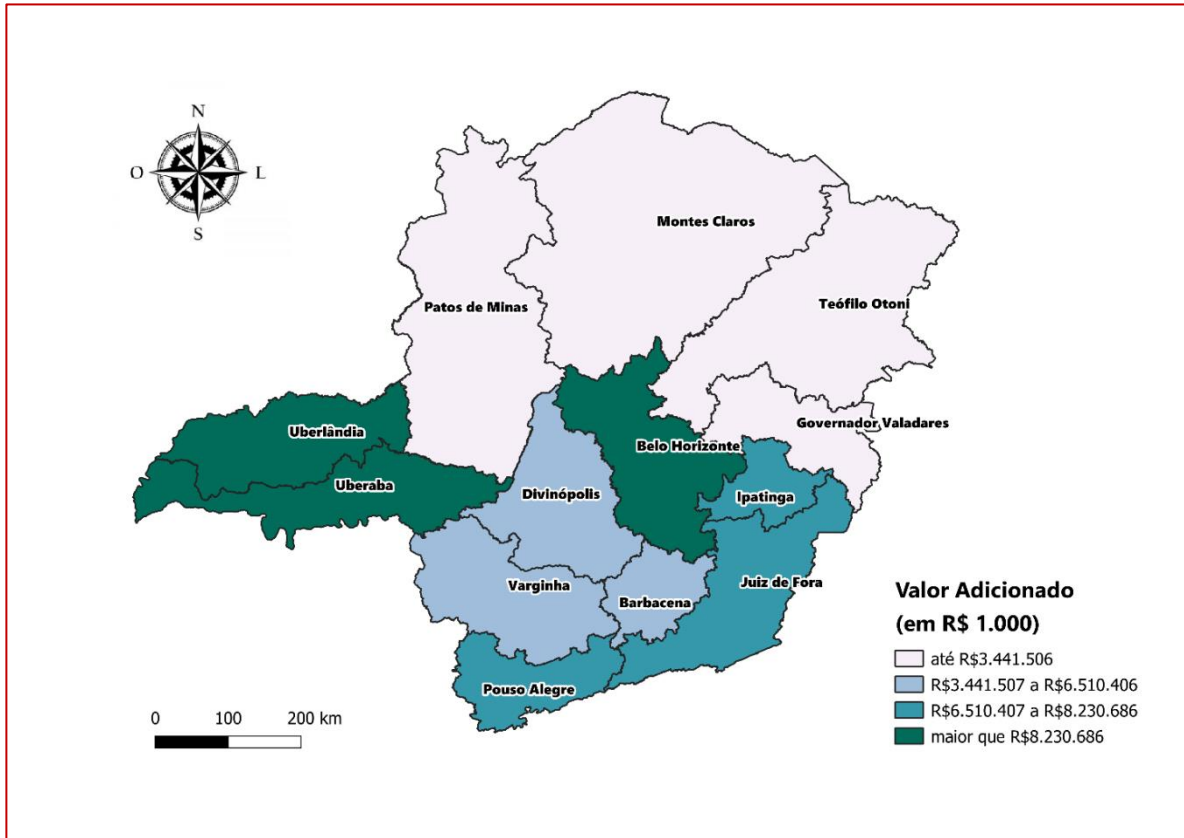 N
O
L
S
Montes Claros
Patos de Minas
Teófilo Otoni
Governador Valadares
Uberlândia
Belo Horizonte
Uberaba
Divinópolis
Ipatinga
Varginha
Barbacena
Juiz de Fora
Pouso Alegre
Valor Adicionado
(em R$ 1.000)
até R$3.441.506
R$3.441.507 a R$6.510.406
R$6.510.407 a R$8.230.686
maior que R$8.230.686
0 100 200 km